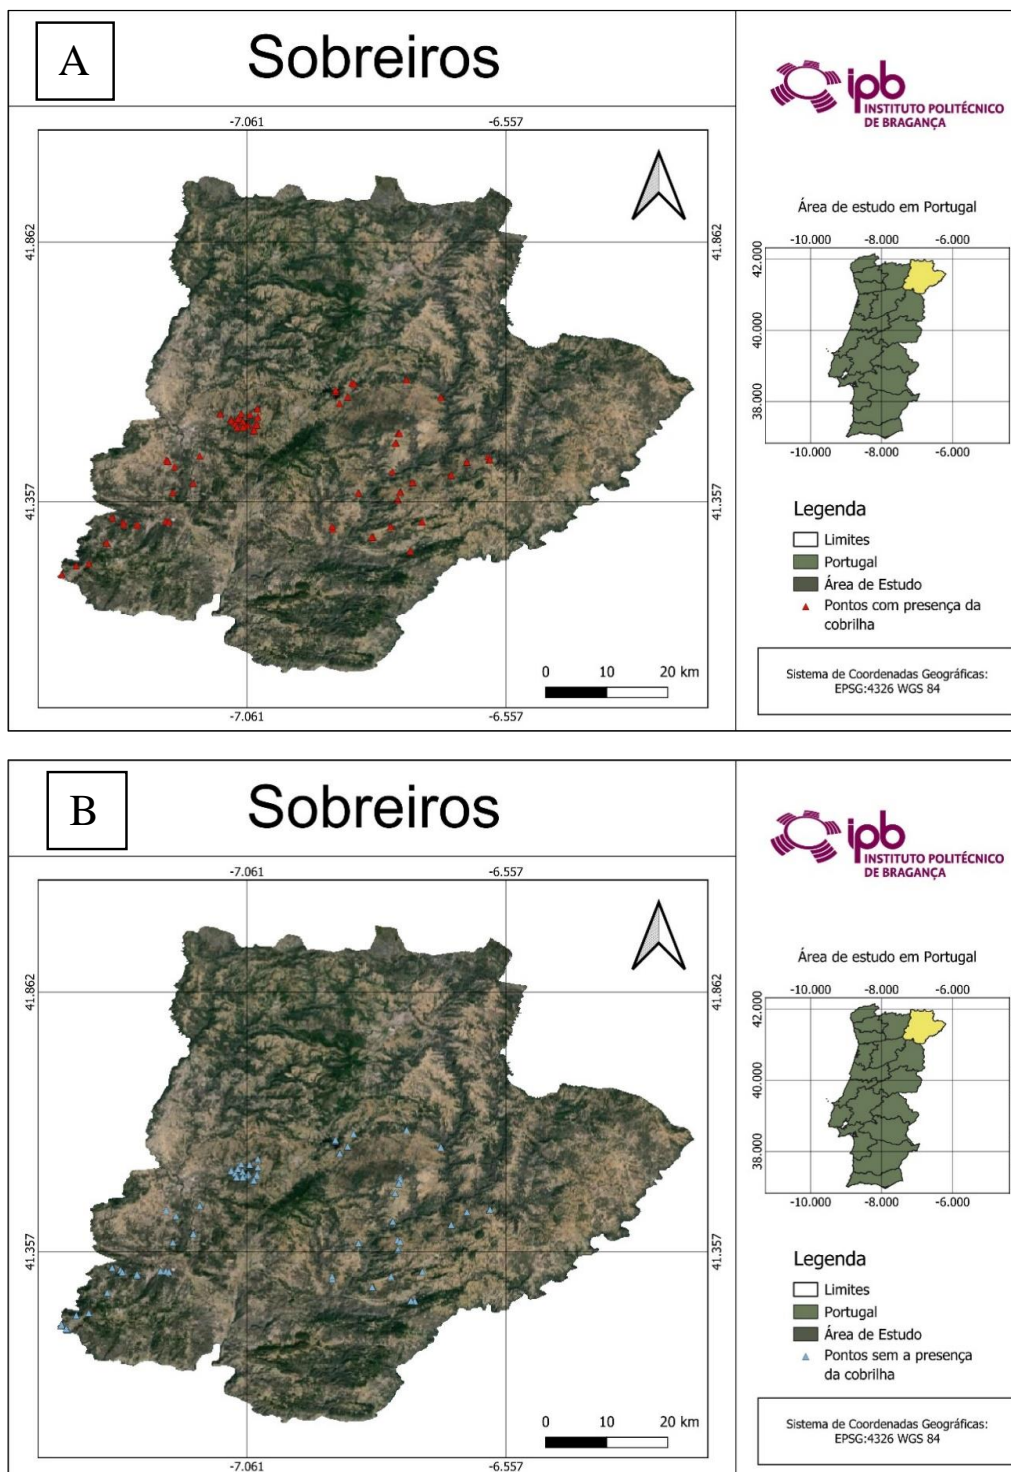 A
Sobreiros
ipb
INSTITUTO POLITÉCNICO
DE BRAGANÇA
-7.061
-6.557
41.862
41.862
41.357
41.357
0 10 20 km
-7.061
-6.557
Área de estudo em Portugal
-10.000 -8.000 -6.000
42.000
40.000
38.000
-10.000 -8.000 -6.000
Legenda
Limites
Portugal
Área de Estudo
Pontos com presença da
cobrilha
Sistema de Coordenadas Geográficas:
EPSG:4326 WGS 84
B
Sobreiros
ipb
INSTITUTO POLITÉCNICO
DE BRAGANÇA
-7.061
-6.557
41.862
41.862
41.357
41.357
0 10 20 km
-7.061
-6.557
Área de estudo em Portugal
-10.000 -8.000 -6.000
42.000
40.000
38.000
-10.000 -8.000 -6.000
Legenda
Limites
Portugal
Área de Estudo
Pontos sem a presença
da cobrilha
Sistema de Coordenadas Geográficas:
EPSG:4326 WGS 84